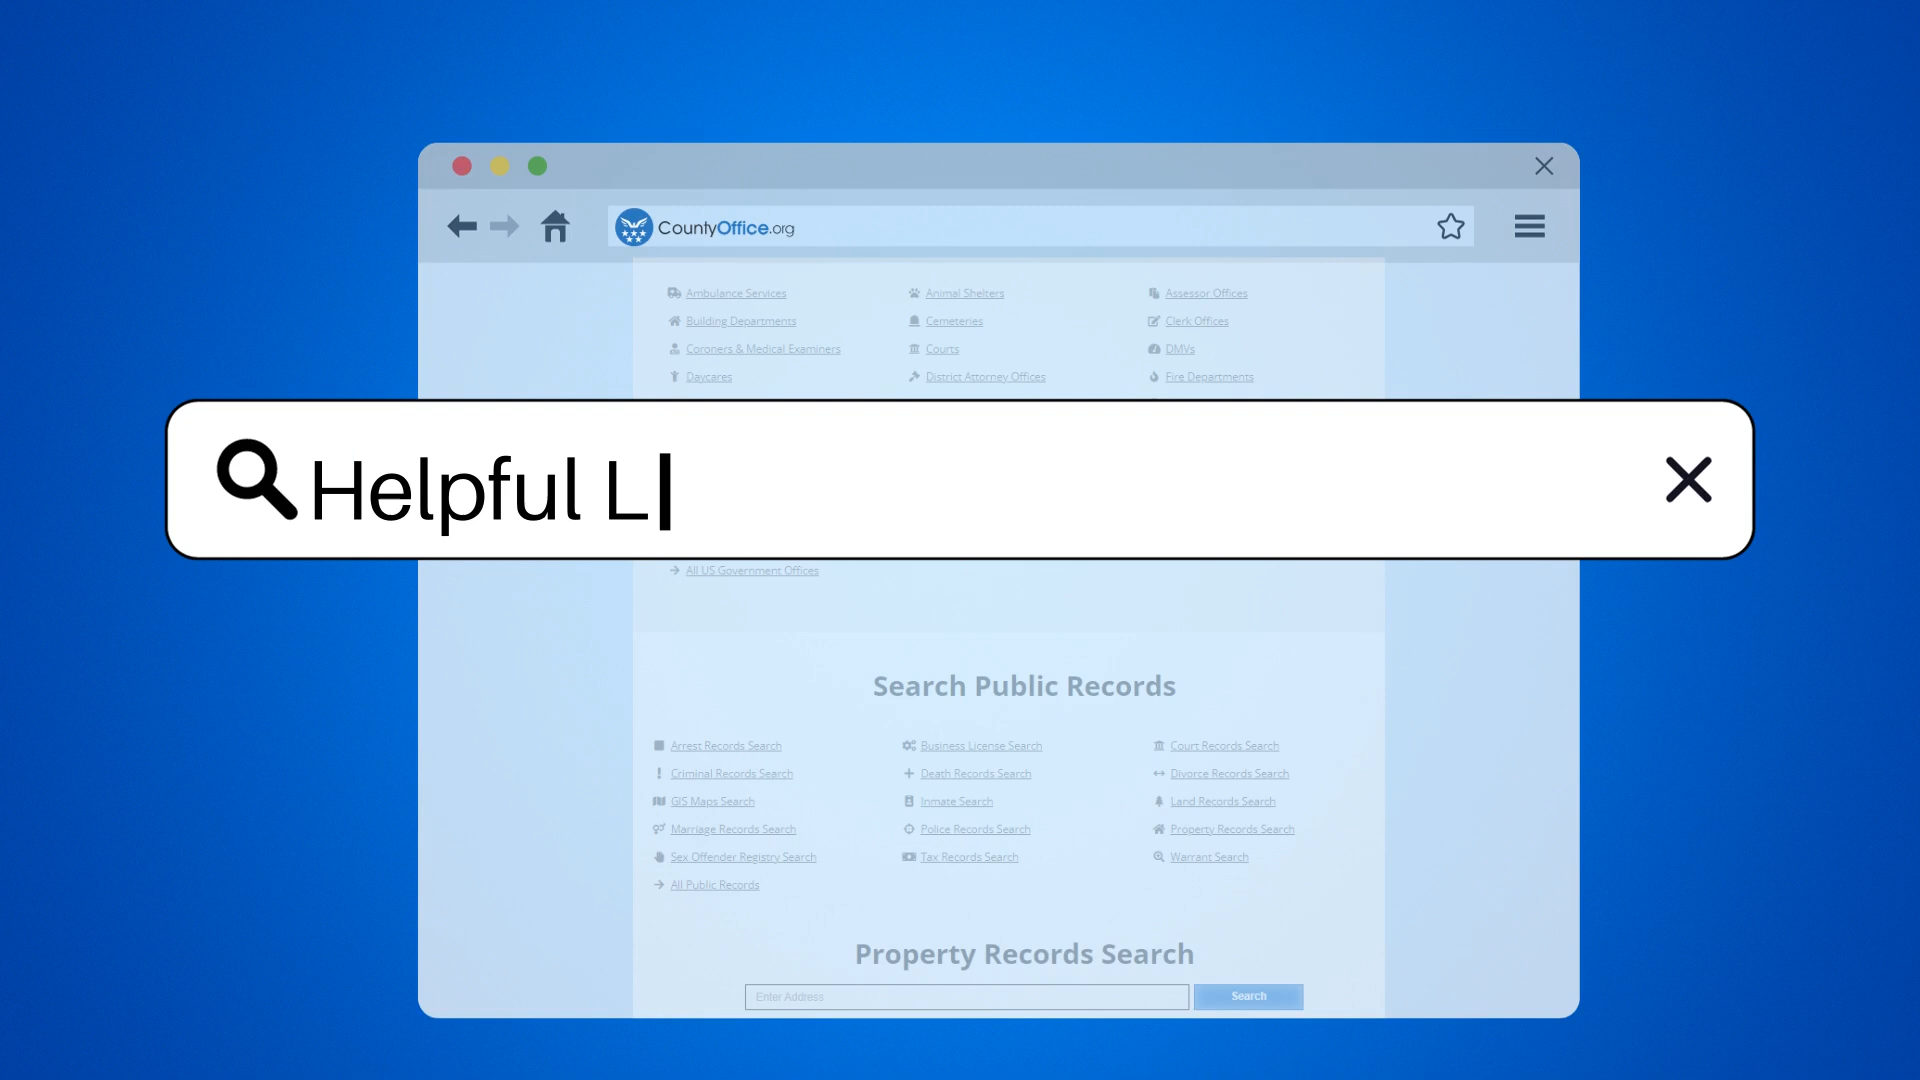 CountyOffice.org
Ambulance Services Animal Shelters Assessor Offices
Building Departments Cemeteries Clerk Offices
Coroners & Medical Examiners Courts DMVs
Daycares District Attorney Offices Fire Departments
Helpful L
All US Government Offices
Search Public Records
Arrest Records Search Business License Search Court Records Search
Criminal Records Search Death Records Search Divorce Records Search
GIS Maps Search Inmate Search Land Records Search
Marriage Records Search Police Records Search Property Records Search
Sex Offender Registry Search Tax Records Search Warrant Search
All Public Records
Property Records Search
Enter Address Search